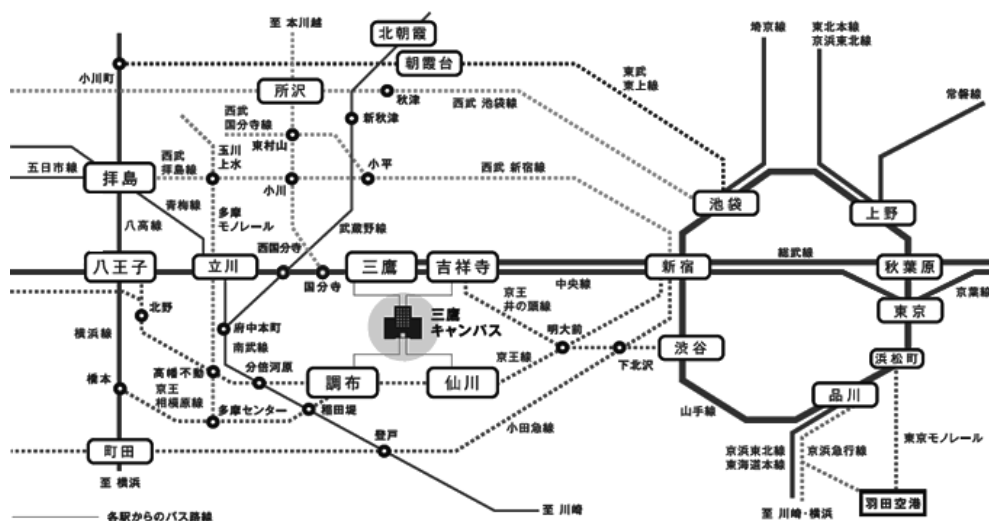 至 本川越
北朝霞
埼京線
東北本線
京浜東北線
小川町
朝霞台
東武
東上線
所沢
秋津
西武 池袋線
常磐線
西武
国分寺線
新秋津
東村山
玉川
上水
小平
西武 新宿線
五日市線
西武
拝島線
拝島
小川
池袋
上野
青梅線
多摩
モノレール
八高線
武蔵野線
西国分寺
総武線
八王子
立川
国分寺
三鷹
吉祥寺
新宿
秋葉原
中央線
京葉線
京王
井の頭線
東京
北野
三鷹
キャンパス
横浜線
府中本町
明大前
下北沢
渋谷
浜松町
南武線
京王線
高幡不動
分倍河原
調布
仙川
橋本
京王
相模原線
品川
稲田堤
多摩センター
山手線
小田急線
登戸
東京モノレール
町田
京浜東北線
東海道本線
京浜急行線
至 横浜
羽田空港
至 川崎
至 川崎・横浜
各駅からのバス路線